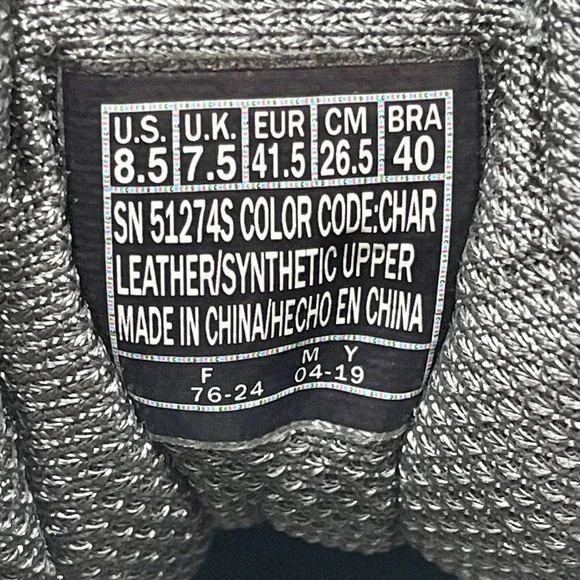 U.S. U.K. EUR CM BRA
8.5 7.5 41.5 26.5 40
SN 51274S COLOR CODE:CHAR
LEATHER/SYNTHETIC UPPER
MADE IN CHINA/HECHO EN CHINA
F M Y
76-24 04-19